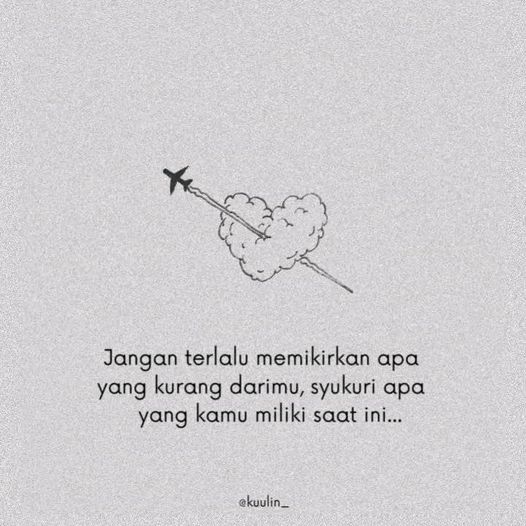 Jangan terlalu memikirkan apa
yang kurang darimu, syukuri apa
yang kamu miliki saat ini...
@kuulin_